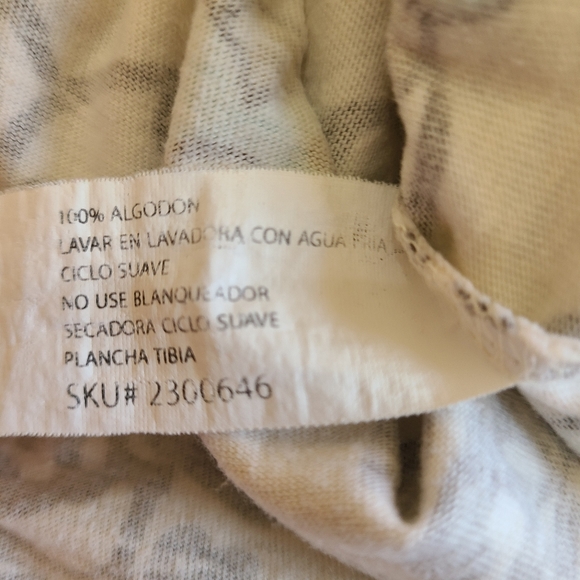 100% ALGODON
LAVAR EN LAVADORA CON AGUA FRIA
CICLO SUAVE
NO USE BLANQUEADOR
SECADORA CICLO SUAVE
PLANCHA TIBIA
SKU# 2300646